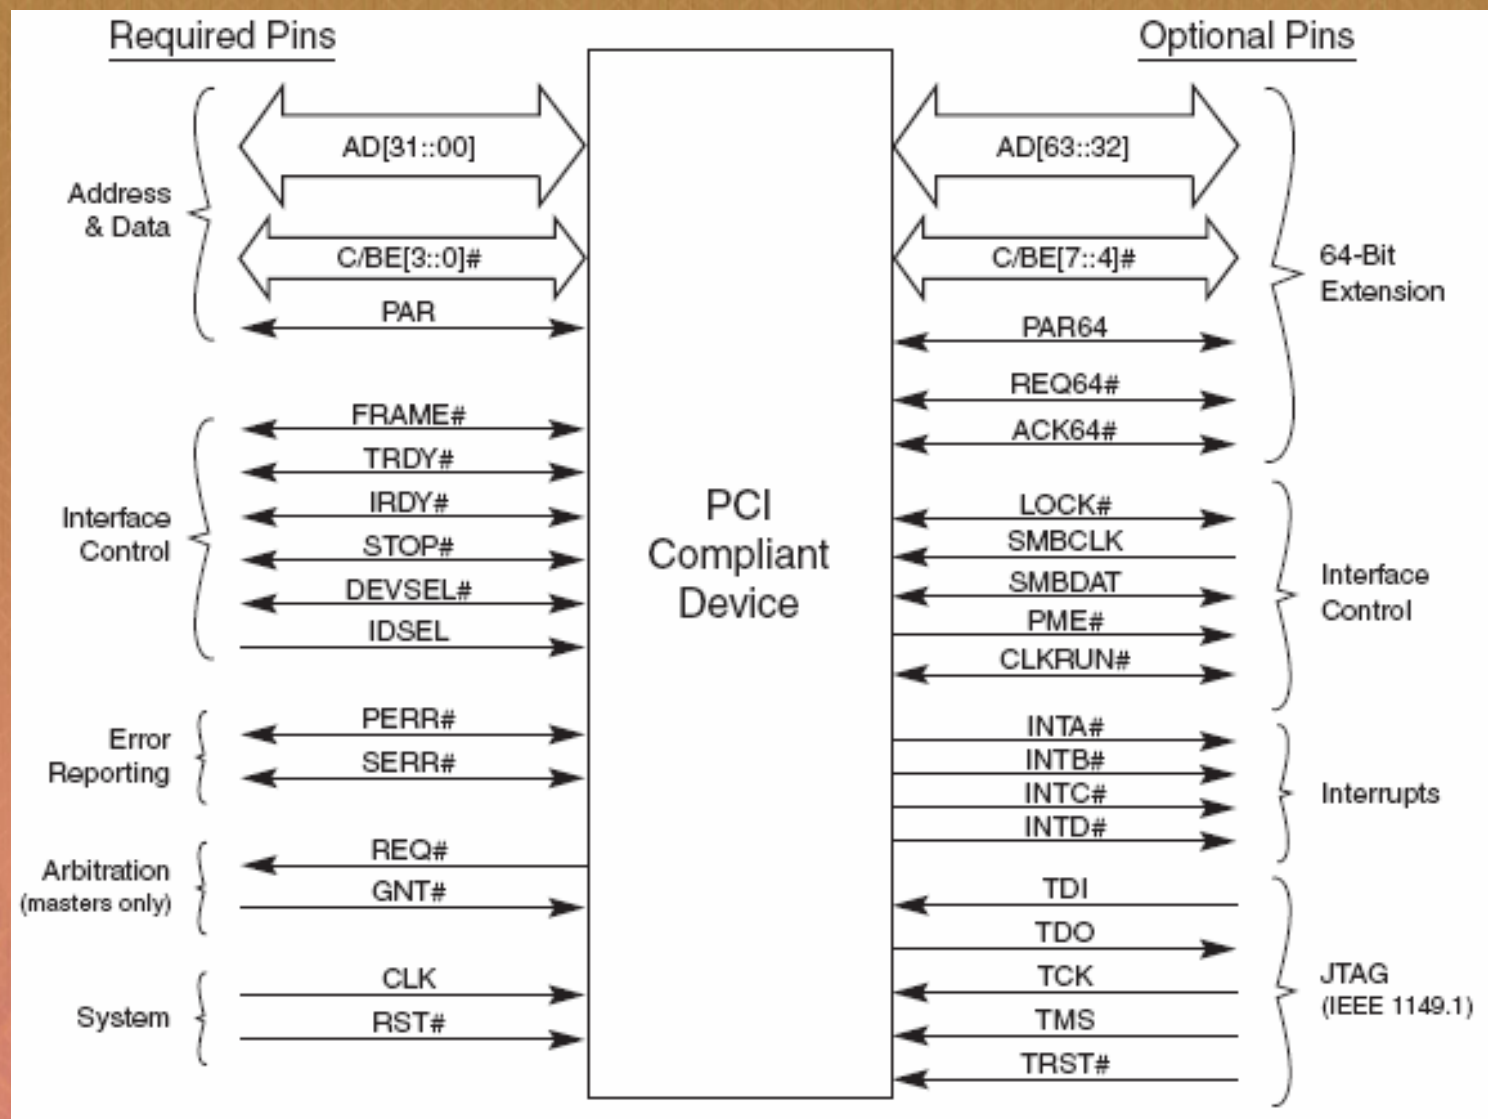 Required Pins
Optional Pins
Address
& Data
AD[31::00]
C/BE[3::0]#
PAR
Interface
Control
FRAME#
TRDY#
IRDY#
STOP#
DEVSEL#
IDSEL
Error
Reporting
PERR#
SERR#
Arbitration
(masters only)
REQ#
GNT#
System
CLK
RST#
PCI
Compliant
Device
AD[63::32]
C/BE[7::4]#
PAR64
REQ64#
ACK64#
64-Bit
Extension
LOCK#
SMBCLK
SMBDAT
PME#
CLKRUN#
Interface
Control
INTA#
INTB#
INTC#
INTD#
Interrupts
TDI
TDO
TCK
TMS
TRST#
JTAG
(IEEE 1149.1)